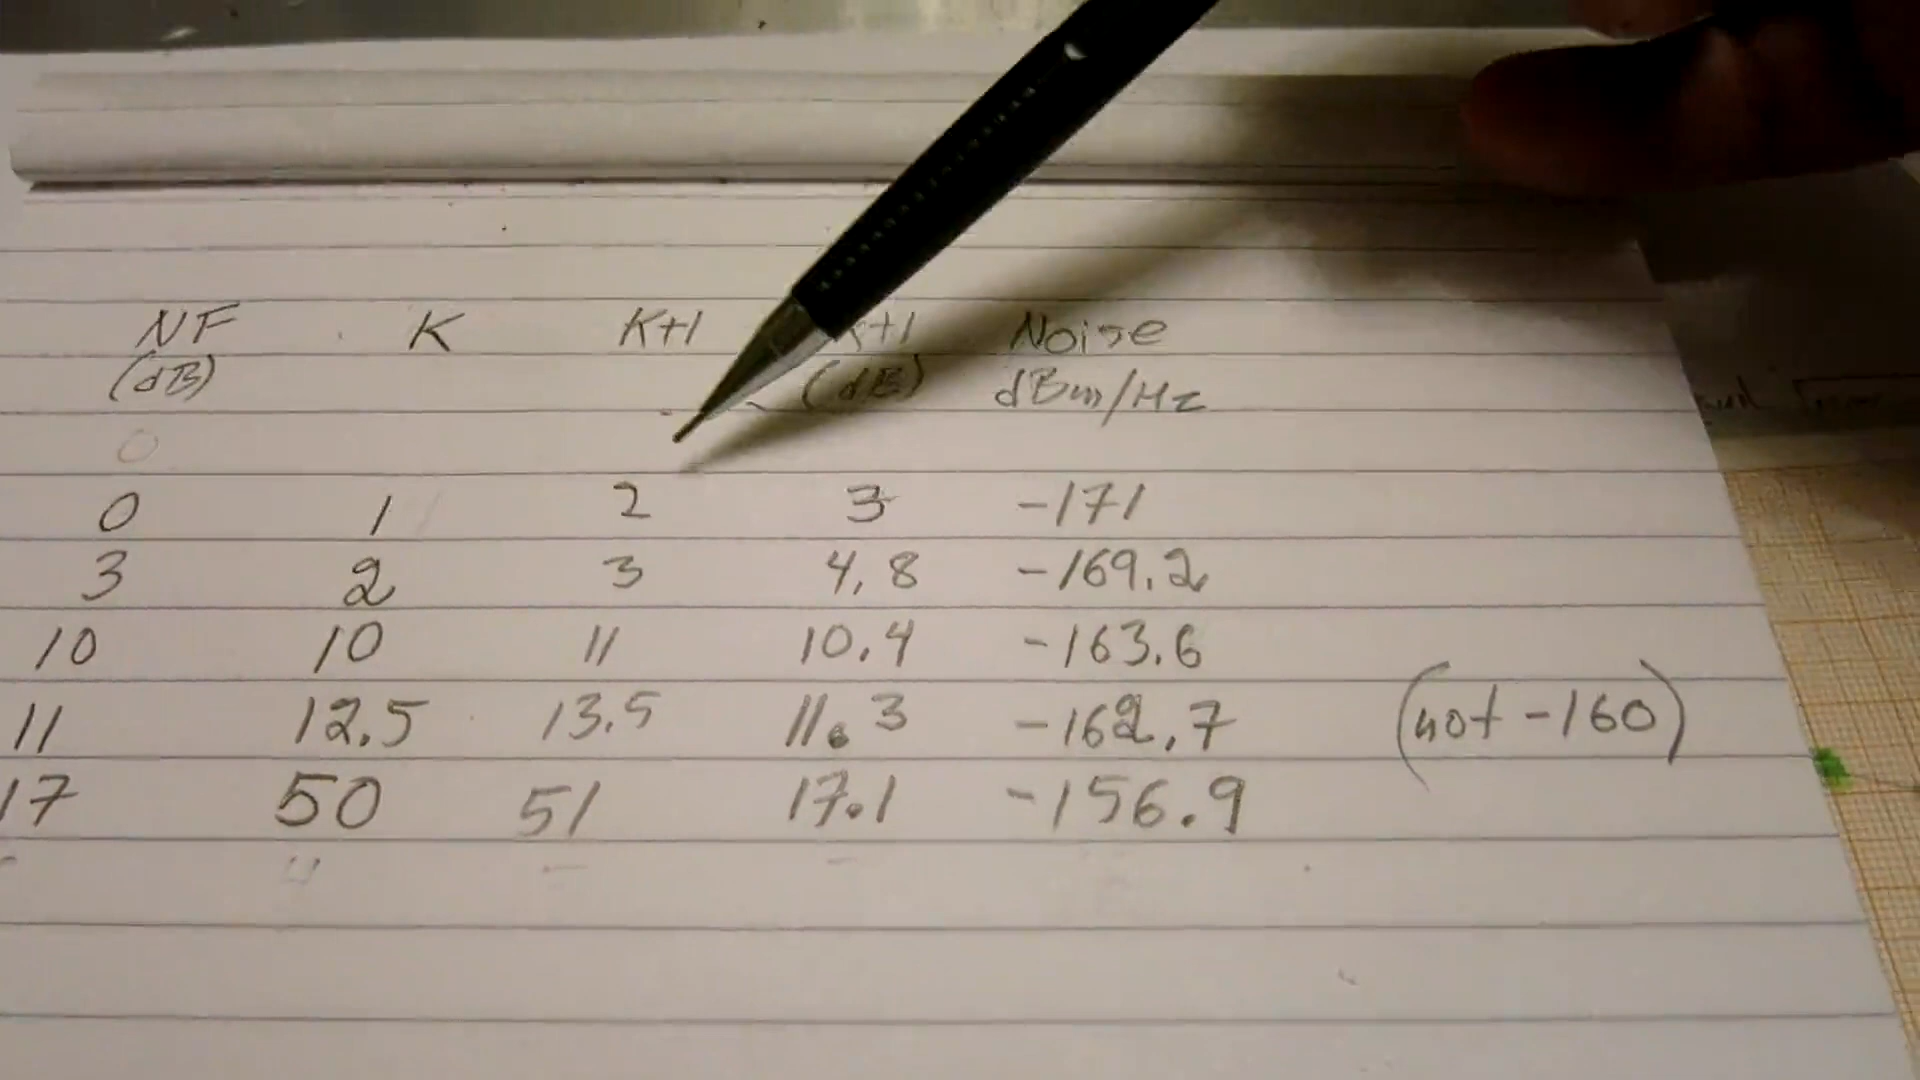 NF K K+1 K+1 Noise
(dB) (dB) dBm/Hz
0
0 1 2 3 -171
3 2 3 4,8 -169.2
10 10 11 10.4 -163.6
11 12.5 13.5 11.3 -162.7 (not -160)
17 50 51 17.1 -156.9